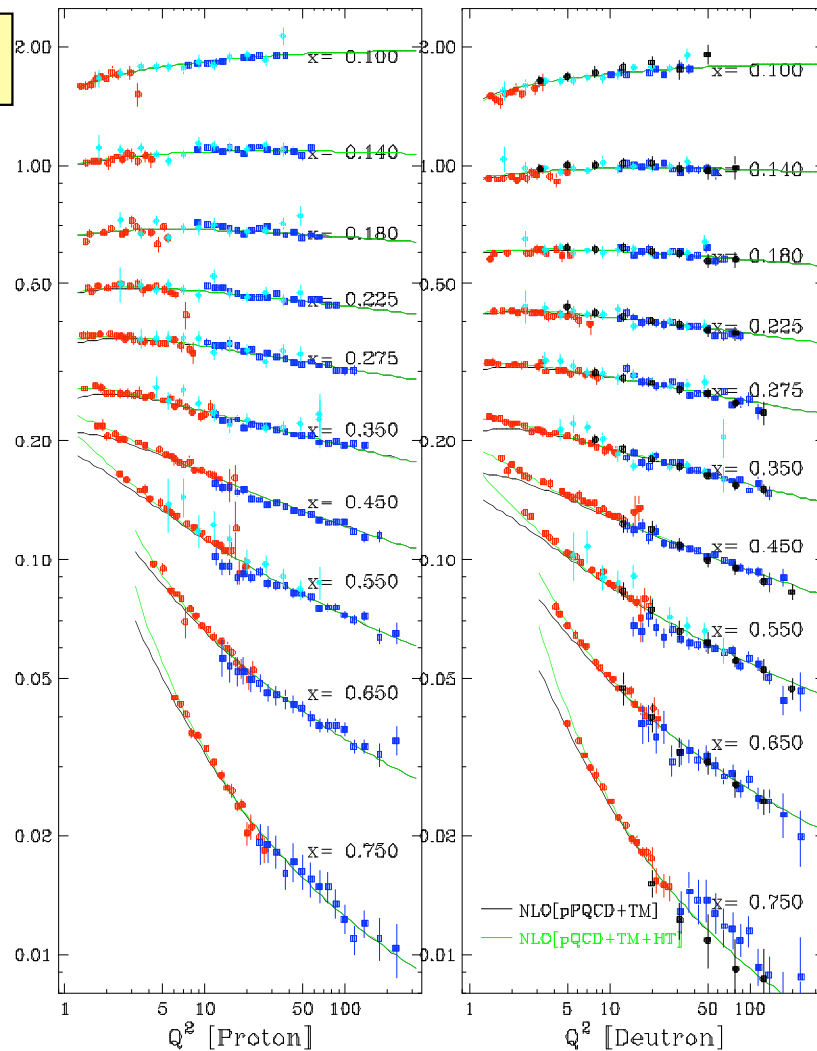 2.00
1.00
0.50
0.20
0.10
0.05
0.02
0.01
x= 0.100
x= 0.140
x= 0.180
x= 0.225
x= 0.275
x= 0.350
x= 0.450
x= 0.550
x= 0.650
x= 0.750
1 5 10 50 100
Q² [Proton]
2.00
1.00
0.50
0.20
0.10
0.05
0.02
0.01
x= 0.100
x= 0.140
x= 0.180
x= 0.225
x= 0.275
x= 0.350
x= 0.450
x= 0.550
x= 0.650
x= 0.750
NLO[pPQCD+TM]
NLO[pQCD+TM+HT]
1 5 10 50 100
Q² [Deutron]